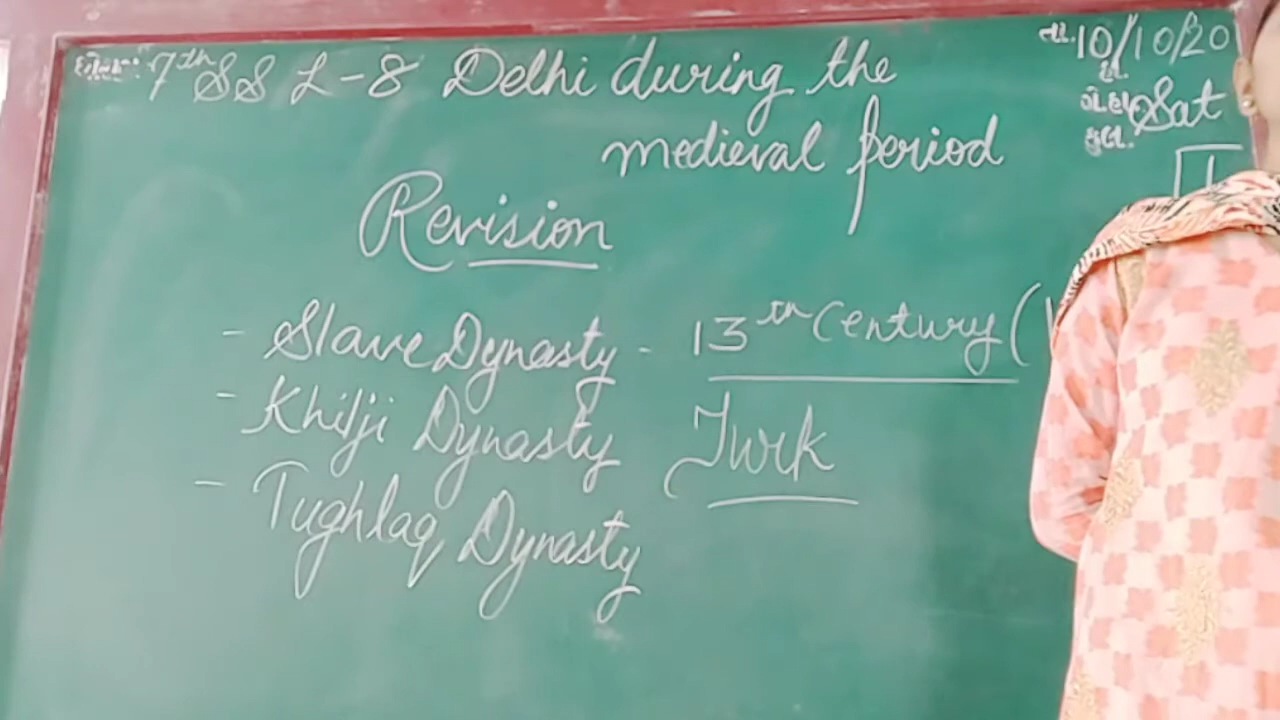 7th SS L-8 Delhi during the
medieval period
તા. 10/10/20
Sat
Revision
- Slave Dynasty - 13th Century (
- Khilji Dynasty Turk
- Tughlaq Dynasty